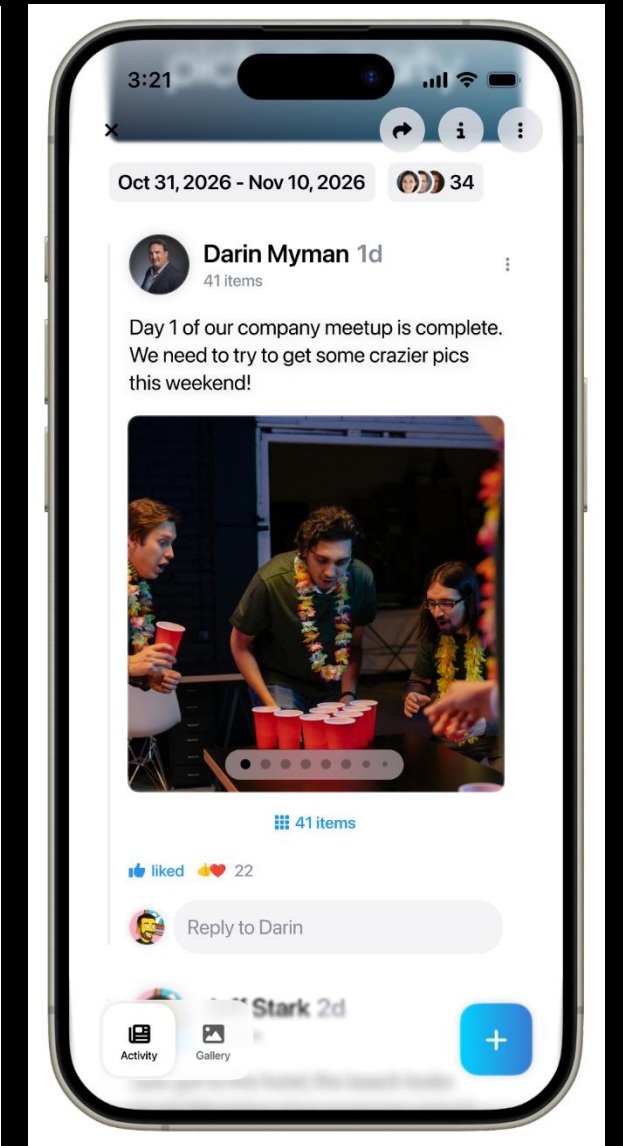 3:21
Oct 31, 2026 - Nov 10, 2026
34
Darin Myman 1d
41 items
Day 1 of our company meetup is complete.
We need to try to get some crazier pics
this weekend!
41 items
liked 22
Reply to Darin
Stark 2d
Activity
Gallery